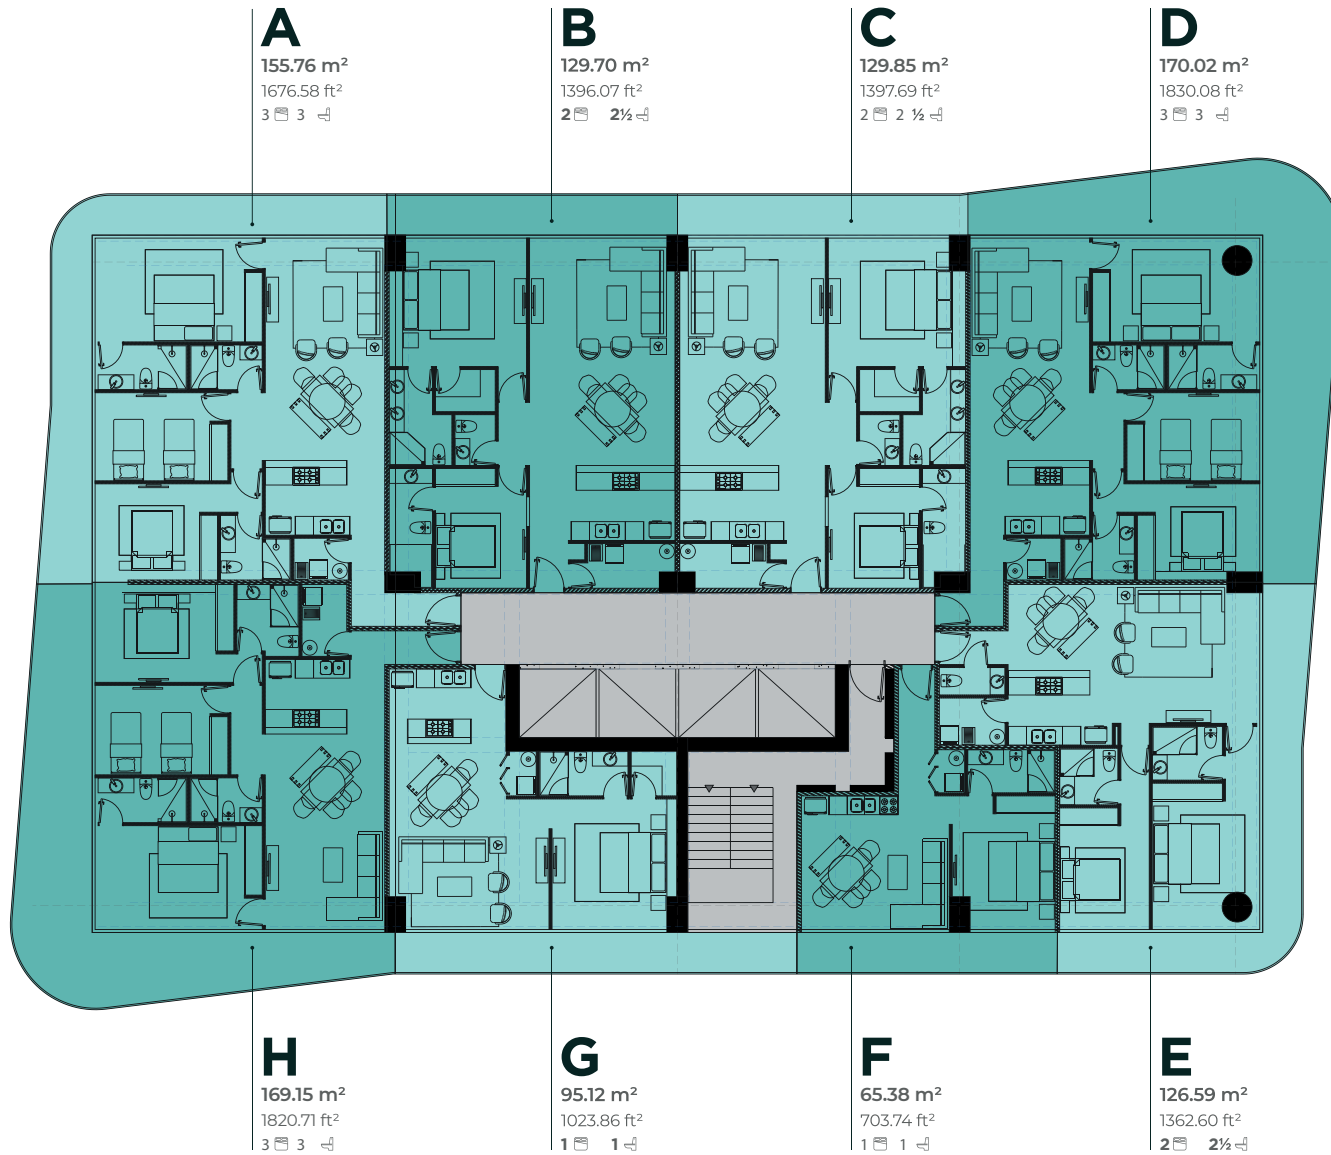 A
155.76 m²
1676.58 ft²
3 3
B
129.70 m²
1396.07 ft²
2 2½
C
129.85 m²
1397.69 ft²
2 2 ½
D
170.02 m²
1830.08 ft²
3 3
H
169.15 m²
1820.71 ft²
3 3
G
95.12 m²
1023.86 ft²
1 1
F
65.38 m²
703.74 ft²
1 1
E
126.59 m²
1362.60 ft²
2 2½